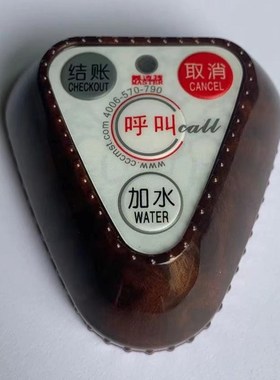 结账
CHECKOUT
取消
CANCEL
4006-570-790
呼叫call
www.cccmst.com
加水
WATER